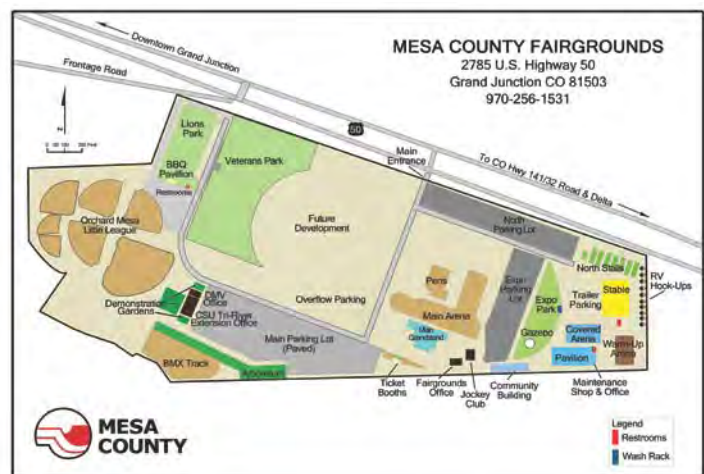 MESA COUNTY FAIRGROUNDS
2785 U.S. Highway 50
Grand Junction CO 81503
970-256-1531
Downtown Grand Junction
Frontage Road
50
To CO Hwy 141/32 Road & Delta
Main
Entrance
Lions
Park
BBQ
Pavilion
Restrooms
Veterans Park
Orchard Mesa
Little League
Future
Development
North
Parking Lot
Overflow Parking
Pens
Main Arena
Main
Grandstand
Expo
Parking
Lot
Expo
Park
Gazebo
North Stalls
Trailer
Parking
Stable
RV
Hook-Ups
Covered
Arena
Pavilion
Warm-Up
Arena
Demonstration
Gardens
DMV
Office
CSU Tri-River
Extension Office
Main Parking Lot
(Paved)
BMX Track
Arboretum
Ticket
Booths
Fairgrounds
Office
Jockey
Club
Community
Building
Maintenance
Shop & Office
MESA
COUNTY
Legend
Restrooms
Wash Rack